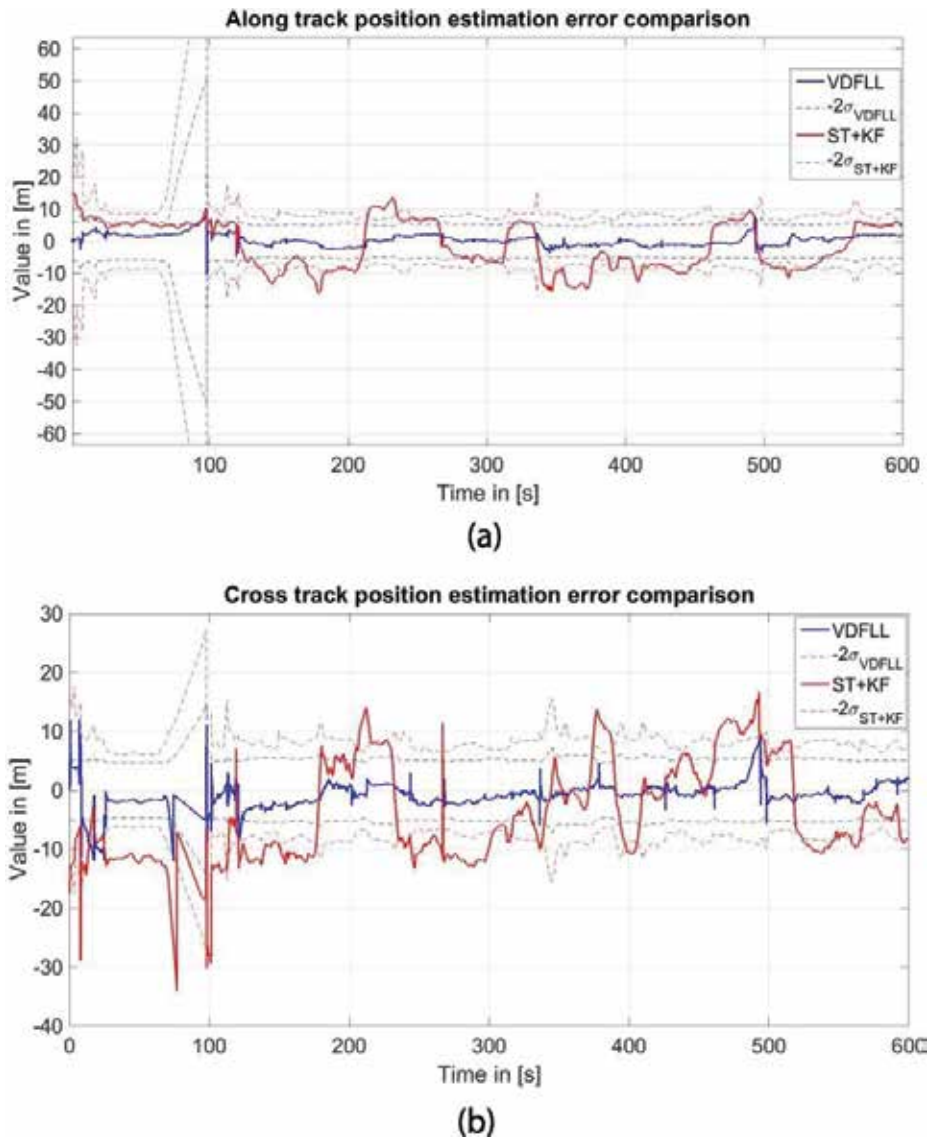 Along track position estimation error comparison
60
50
40
30
20
10
0
-10
-20
-30
-40
-50
-60
Value in [m]
VDFLL
-2σVDFLL
ST+KF
-2σST+KF
100
200
300
400
500
600
Time in [s]
(a)
Cross track position estimation error comparison
30
20
10
0
-10
-20
-30
-40
Value in [m]
VDFLL
-2σVDFLL
ST+KF
-2σST+KF
0
100
200
300
400
500
600
Time in [s]
(b)